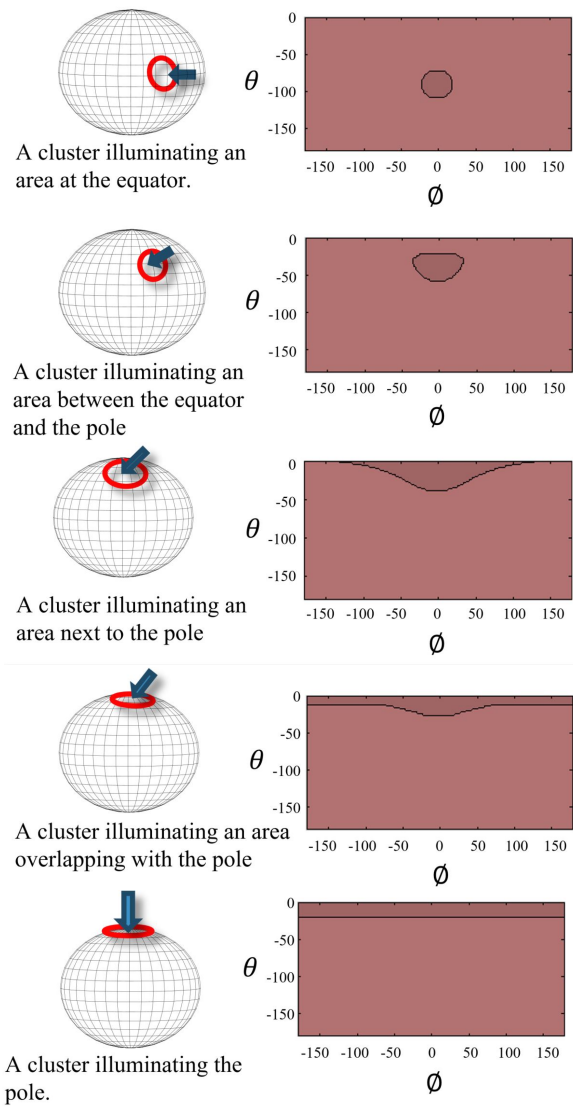 0
-50
θ
-100
-150
-150 -100 -50 0 50 100 150
Ø
A cluster illuminating an
area at the equator.
0
-50
θ
-100
-150
-150 -100 -50 0 50 100 150
Ø
A cluster illuminating an
area between the equator
and the pole
0
-50
θ
-100
-150
-150 -100 -50 0 50 100 150
Ø
A cluster illuminating an
area next to the pole
0
-50
θ
-100
-150
-150 -100 -50 0 50 100 150
Ø
A cluster illuminating an area
overlapping with the pole
0
-50
θ
-100
-150
-150 -100 -50 0 50 100 150
Ø
A cluster illuminating the
pole.